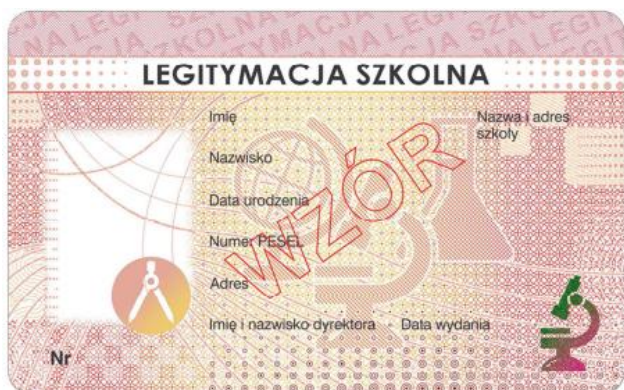 LEGITYMACJA SZKOLNA
Imię
Nazwa i adres
szkoły
Nazwisko
Data urodzenia
Numer PESEL
Adres
Imię i nazwisko dyrektora
Data wydania
Nr
WZÓR